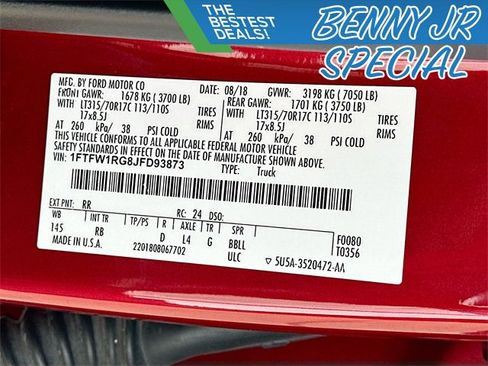 THE
BESTEST
DEALS!
BENNY JR
SPECIAL
MFG. BY FORD MOTOR CO
DATE: 08/18 GVWR: 3198 KG ( 7050 LB)
FRONT GAWR: 1678 KG ( 3700 LB) REAR GAWR: 1701 KG ( 3750 LB)
WITH LT315/70R17C 113/110S TIRES WITH LT315/70R17C 113/110S TIRES
17x8.5J RIMS 17x8.5J RIMS
AT 260 kPa/ 38 PSI COLD AT 260 kPa/ 38 PSI COLD
THIS VEHICLE CONFORMS TO ALL APPLICABLE FEDERAL MOTOR VEHICLE
SAFETY STANDARDS IN EFFECT ON THE DATE OF MANUFACTURE SHOWN ABOVE.
VIN: 1FTFW1RG8JFD93873
TYPE: Truck
EXT PNT: RR RC: 24 DSO: F0080
WB INT TR TP/PS R AXLE TR SPR T0356
145 RB D L4 G BBLL
MADE IN U.S.A. 2201808067702 ULC ▽ 5U5A-3520472-AA